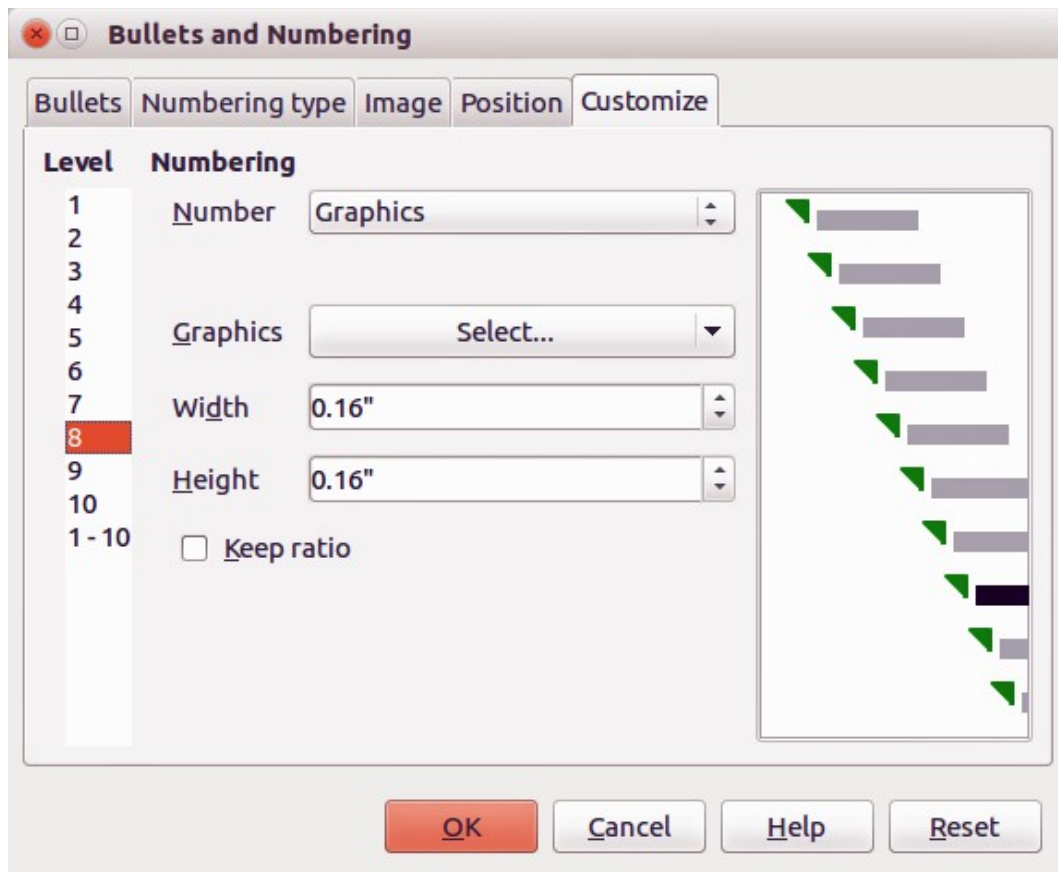 Bullets and Numbering
Bullets Numbering type Image Position Customize
Level Numbering
1
2
3
4
5
6
7
8
9
10
1 - 10
Number Graphics
Graphics Select...
Width 0.16"
Height 0.16"
Keep ratio
OK Cancel Help Reset